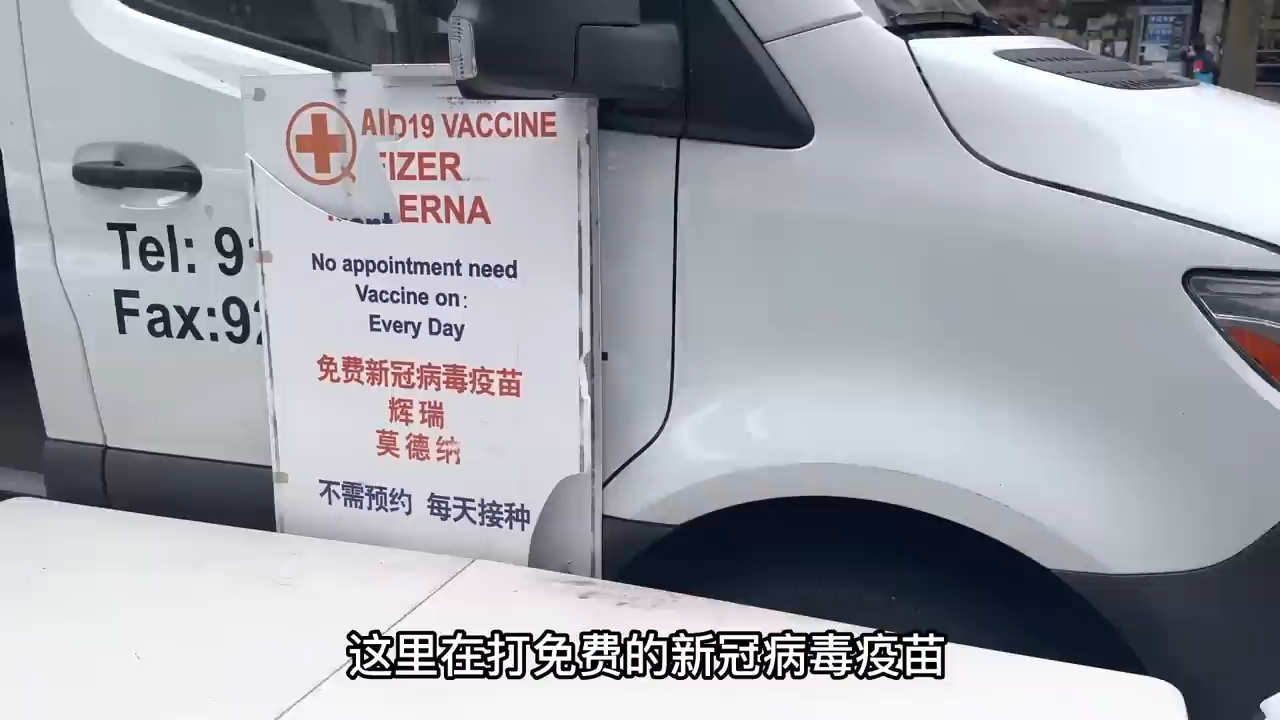 AID19 VACCINE
FIZER
ERNA
No appointment need
Vaccine on:
Every Day
免费新冠病毒疫苗
辉瑞
莫德纳
不需预约 每天接种
Tel: 9
Fax:92
这里在打免费的新冠病毒疫苗